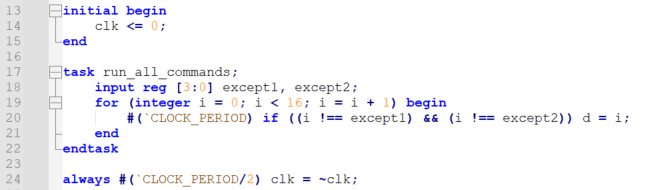 13 initial begin
14 clk <= 0;
15 end
16
17 task run_all_commands;
18 input reg [3:0] except1, except2;
19 for (integer i = 0; i < 16; i = i + 1) begin
20 #(`CLOCK_PERIOD) if ((i !== except1) && (i !== except2)) d = i;
21 end
22 endtask
23
24 always #(`CLOCK_PERIOD/2) clk = ~clk;